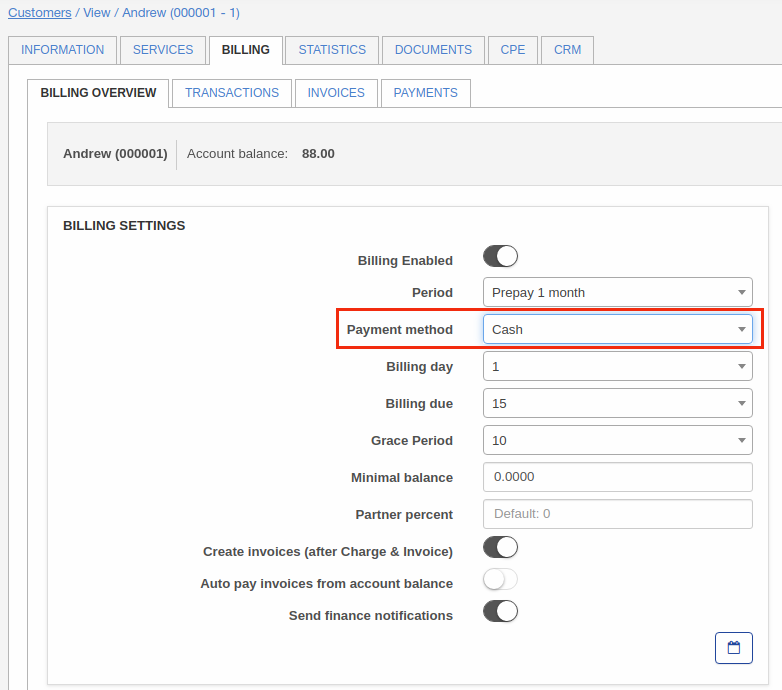 Customers / View / Andrew (000001 - 1)
INFORMATION SERVICES BILLING STATISTICS DOCUMENTS CPE CRM
BILLING OVERVIEW TRANSACTIONS INVOICES PAYMENTS
Andrew (000001) Account balance: 88.00
BILLING SETTINGS
Billing Enabled
Period Prepay 1 month
Payment method Cash
Billing day 1
Billing due 15
Grace Period 10
Minimal balance 0.0000
Partner percent Default: 0
Create invoices (after Charge & Invoice)
Auto pay invoices from account balance
Send finance notifications